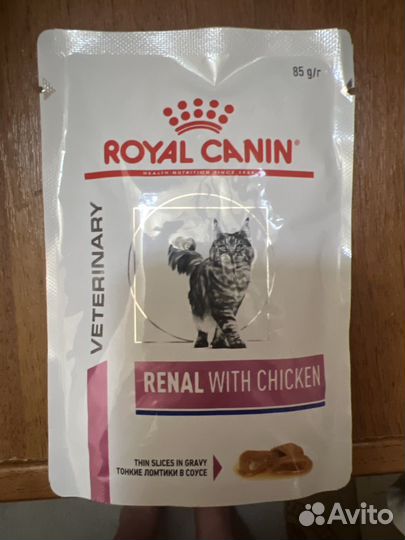 85 g/г
ROYAL CANIN
HEALTH NUTRITION SINCE 1968
VETERINARY
RENAL WITH CHICKEN
THIN SLICES IN GRAVY
ТОНКИЕ ЛОМТИКИ В СОУСЕ
Avito